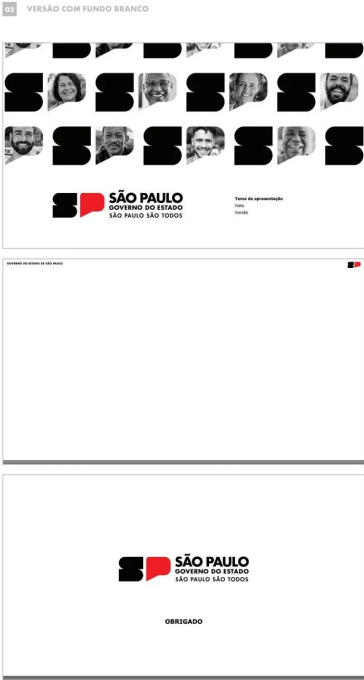 02 VERSÃO COM FUNDO BRANCO
SÃO PAULO
GOVERNO DO ESTADO
SÃO PAULO SÃO TODOS
Tema da apresentação
Data
Versão
GOVERNO DO ESTADO DE SÃO PAULO
SÃO PAULO
GOVERNO DO ESTADO
SÃO PAULO SÃO TODOS
OBRIGADO